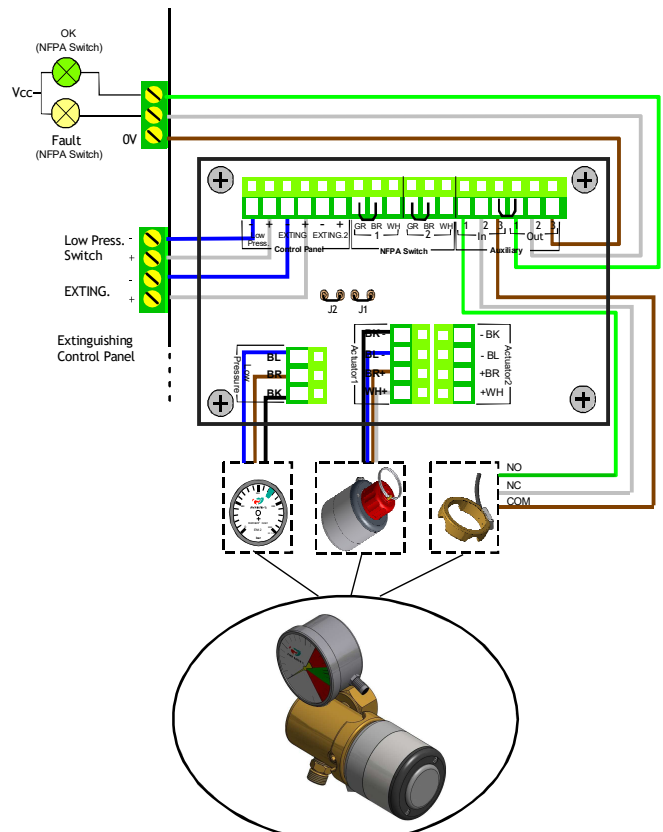 OK
(NFPA Switch)
Vcc
Fault
(NFPA Switch)
0V
Low Press. -
Switch +
-
EXTING. +
Extinguishing
Control Panel
- + - + - +
Low Press. EXTING EXTING.2
Control Panel
GR BR WH GR BR WH
1 2
NFPA Switch
1 2 3 1 2 3
In Out
Auxiliary
J2 J1
Low Pressure
BL
BR
BK
Actuator1
BK -
BL -
BR+
WH+
- BK
- BL
+BR
+WH
Actuator2
NO
NC
COM